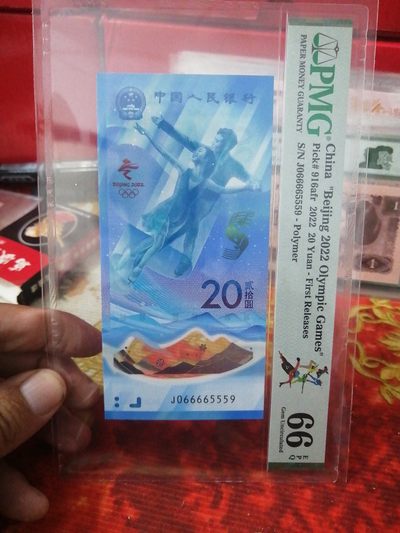 中国人民银行
BEIJING 2022
20 贰拾圆
J066665559
PMG
PAPER MONEY GUARANTY
China "Beijing 2022 Olympic Games"
Pick# 916afr 2022 20 Yuan - First Releases
S/N J066665559 - Polymer
66 EPQ
Gem Uncirculated